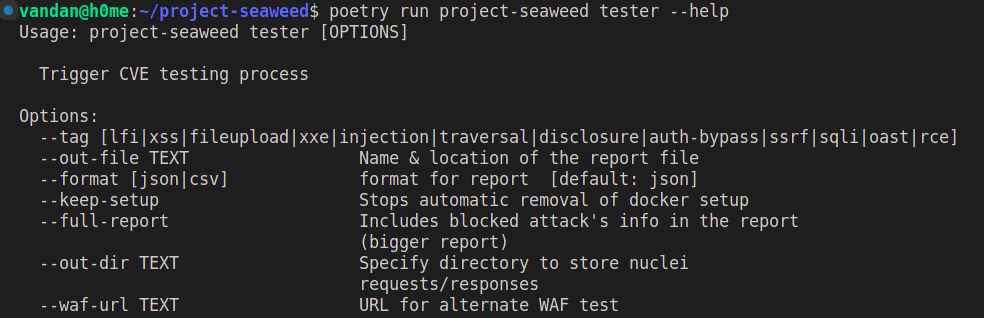 vandan@h0me:~/project-seaweed$ poetry run project-seaweed tester --help
Usage: project-seaweed tester [OPTIONS]
Trigger CVE testing process
Options:
--tag [lfi|xss|fileupload|xxe|injection|traversal|disclosure|auth-bypass|ssrf|sqli|oast|rce]
--out-file TEXT Name & location of the report file
--format [json|csv] format for report [default: json]
--keep-setup Stops automatic removal of docker setup
--full-report Includes blocked attack's info in the report
(bigger report)
--out-dir TEXT Specify directory to store nuclei
requests/responses
--waf-url TEXT URL for alternate WAF test